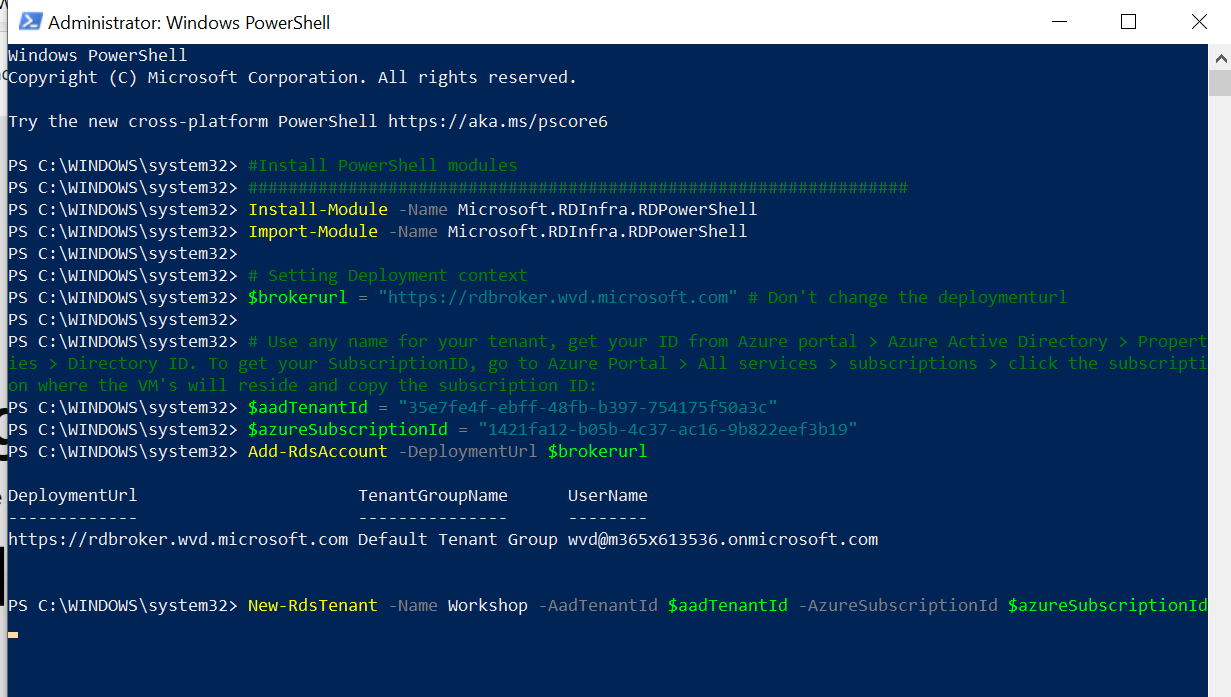 Administrator: Windows PowerShell
Windows PowerShell
Copyright (C) Microsoft Corporation. All rights reserved.
Try the new cross-platform PowerShell https://aka.ms/pscore6
PS C:\WINDOWS\system32> #Install PowerShell modules
PS C:\WINDOWS\system32> ##################################################################
PS C:\WINDOWS\system32> Install-Module -Name Microsoft.RDInfra.RDPowerShell
PS C:\WINDOWS\system32> Import-Module -Name Microsoft.RDInfra.RDPowerShell
PS C:\WINDOWS\system32>
PS C:\WINDOWS\system32> # Setting Deployment context
PS C:\WINDOWS\system32> $brokerurl = "https://rdbroker.wvd.microsoft.com" # Don't change the deploymenturl
PS C:\WINDOWS\system32>
PS C:\WINDOWS\system32> # Use any name for your tenant, get your ID from Azure portal > Azure Active Directory > Propert
ies > Directory ID. To get your SubscriptionID, go to Azure Portal > All services > subscriptions > click the subscripti
on where the VM's will reside and copy the subscription ID:
PS C:\WINDOWS\system32> $aadTenantId = "35e7fe4f-ebff-48fb-b397-754175f50a3c"
PS C:\WINDOWS\system32> $azureSubscriptionId = "1421fa12-b05b-4c37-ac16-9b822eef3b19"
PS C:\WINDOWS\system32> Add-RdsAccount -DeploymentUrl $brokerurl
DeploymentUrl TenantGroupName UserName
------------- --------------- --------
https://rdbroker.wvd.microsoft.com Default Tenant Group wvd@m365x613536.onmicrosoft.com
PS C:\WINDOWS\system32> New-RdsTenant -Name Workshop -AadTenantId $aadTenantId -AzureSubscriptionId $azureSubscriptionId